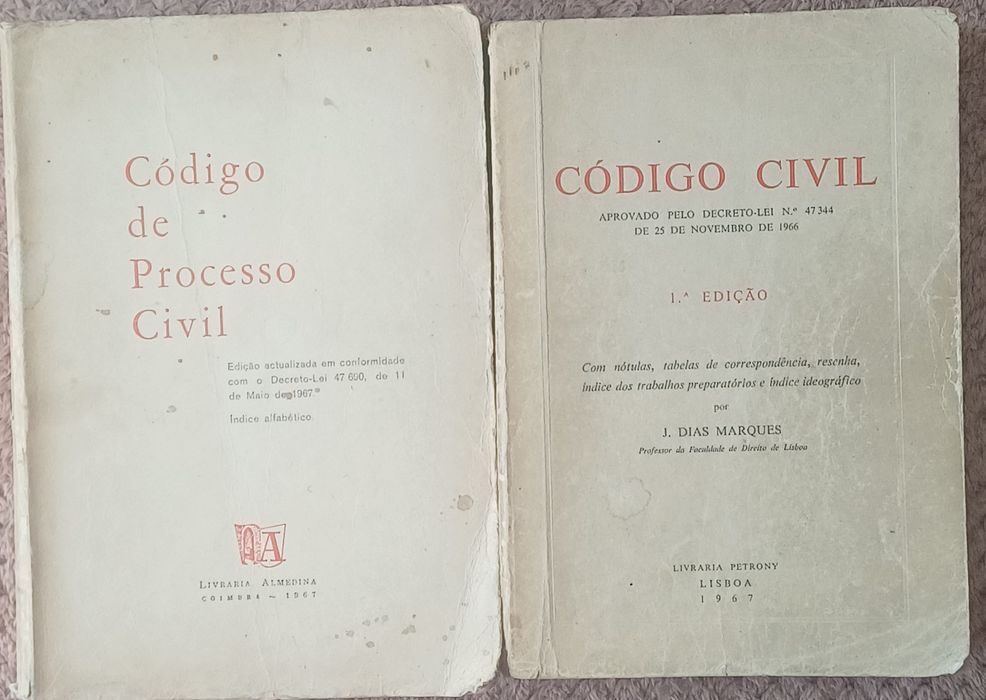 Código
de
Processo
Civil
Edição actualizada em conformidade
com o Decreto-Lei 47 690, de 11
de Maio de 1967
Índice alfabético
LIVRARIA ALMEDINA
COIMBRA — 1967
CÓDIGO CIVIL
APROVADO PELO DECRETO-LEI N.º 47 344
DE 25 DE NOVEMBRO DE 1966
1.ª EDIÇÃO
Com nótulas, tabelas de correspondência, resenha,
índice dos trabalhos preparatórios e índice ideográfico
por
J. DIAS MARQUES
Professor da Faculdade de Direito de Lisboa
LIVRARIA PETRONY
LISBOA
1967